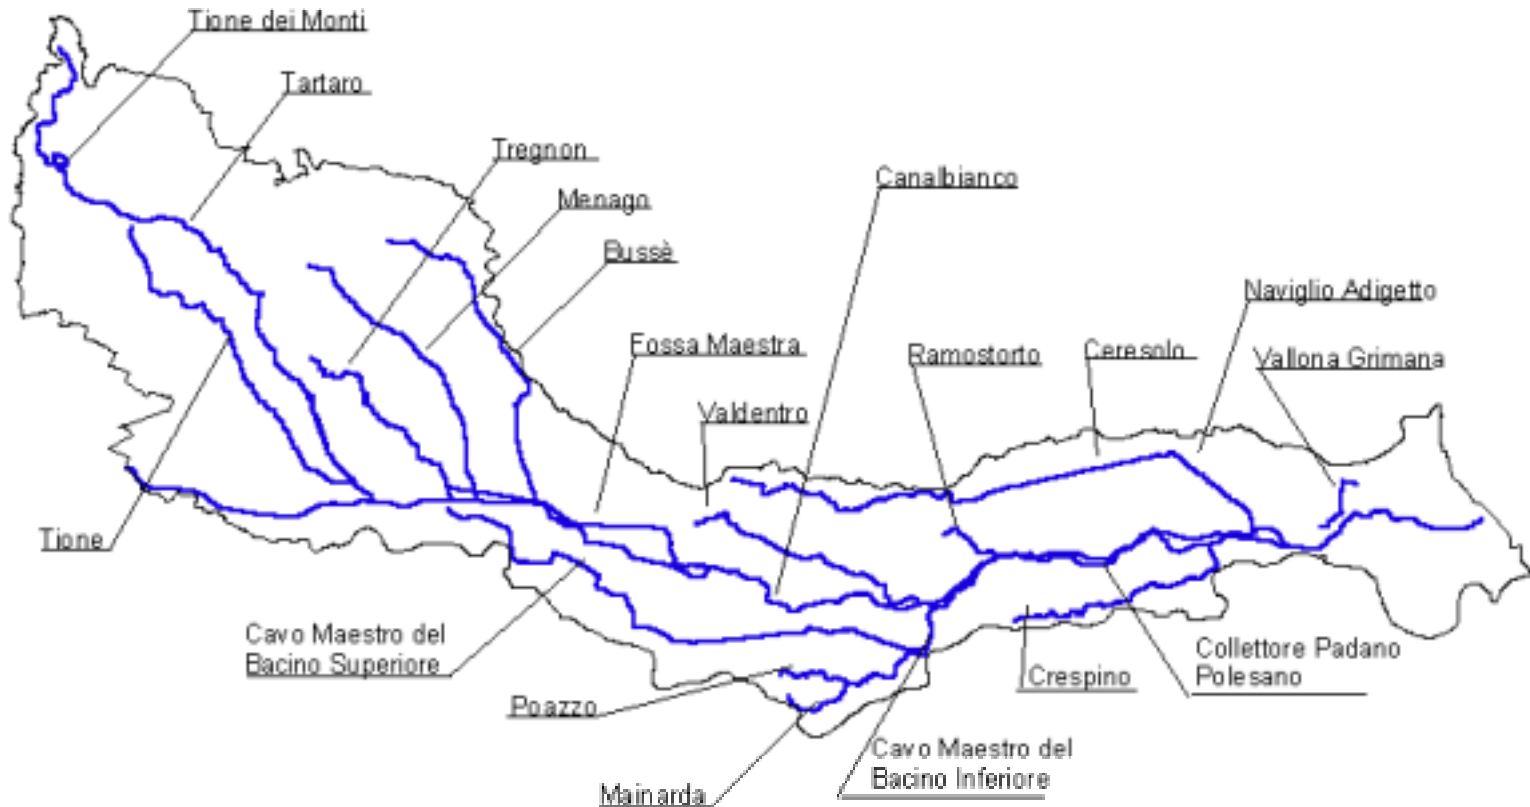 Tione dei Monti
Tartaro
Tregnon
Canalbianco
Menago
Bussè
Naviglio Adigetto
Fossa Maestra
Ramostorto
Ceresolo
Vallona Grimana
Valdentro
Tione
Cavo Maestro del
Bacino Superiore
Collettore Padano
Polesano
Crespino
Poazzo
Cavo Maestro del
Bacino Inferiore
Mainarda